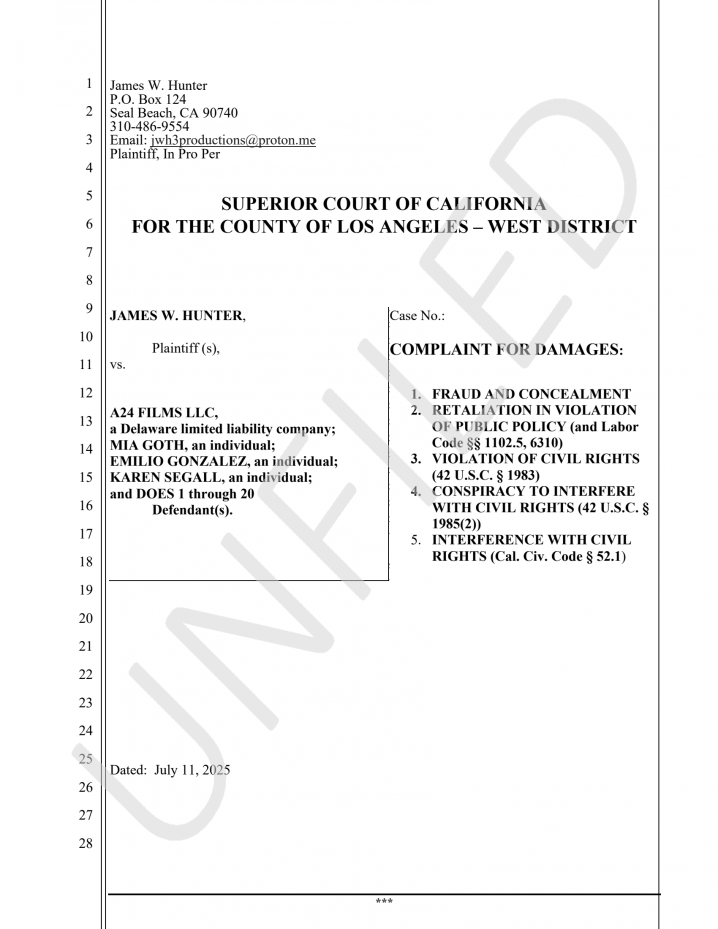 1
2
3
4
5
6
7
8
9
10
11
12
13
14
15
16
17
18
19
20
21
22
23
24
25
26
27
28
James W. Hunter
P.O. Box 124
Seal Beach, CA 90740
310-486-9554
Email: jwh3productions@proton.me
Plaintiff, In Pro Per
SUPERIOR COURT OF CALIFORNIA
FOR THE COUNTY OF LOS ANGELES – WEST DISTRICT
JAMES W. HUNTER,
Plaintiff (s),
vs.
A24 FILMS LLC,
a Delaware limited liability company;
MIA GOTH, an individual;
EMILIO GONZALEZ, an individual;
KAREN SEGALL, an individual;
and DOES 1 through 20
Defendant(s).
Case No.:
COMPLAINT FOR DAMAGES:
1. FRAUD AND CONCEALMENT
2. RETALIATION IN VIOLATION
OF PUBLIC POLICY (and Labor
Code §§ 1102.5, 6310)
3. VIOLATION OF CIVIL RIGHTS
(42 U.S.C. § 1983)
4. CONSPIRACY TO INTERFERE
WITH CIVIL RIGHTS (42 U.S.C. §
1985(2))
5. INTERFERENCE WITH CIVIL
RIGHTS (Cal. Civ. Code § 52.1)
Dated: July 11, 2025
***
UNFILED